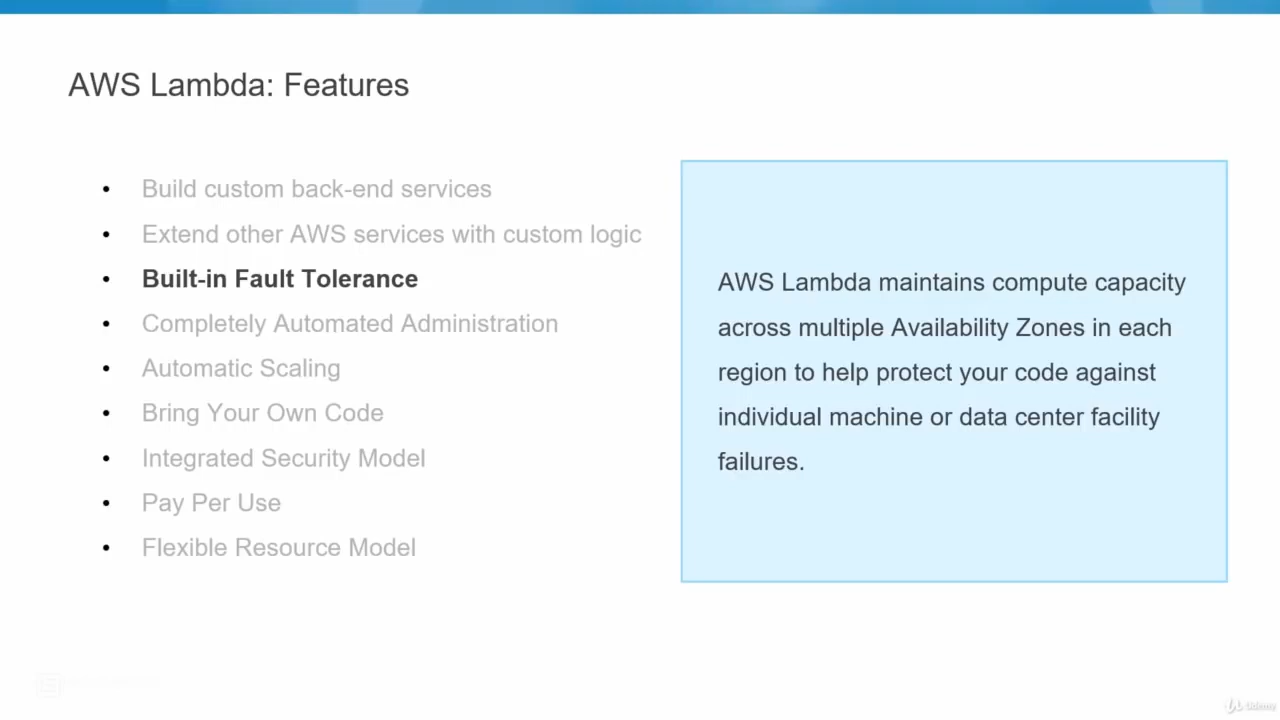 AWS Lambda: Features
• Build custom back-end services
• Extend other AWS services with custom logic
• Built-in Fault Tolerance
• Completely Automated Administration
• Automatic Scaling
• Bring Your Own Code
• Integrated Security Model
• Pay Per Use
• Flexible Resource Model
AWS Lambda maintains compute capacity
across multiple Availability Zones in each
region to help protect your code against
individual machine or data center facility
failures.
Udemy